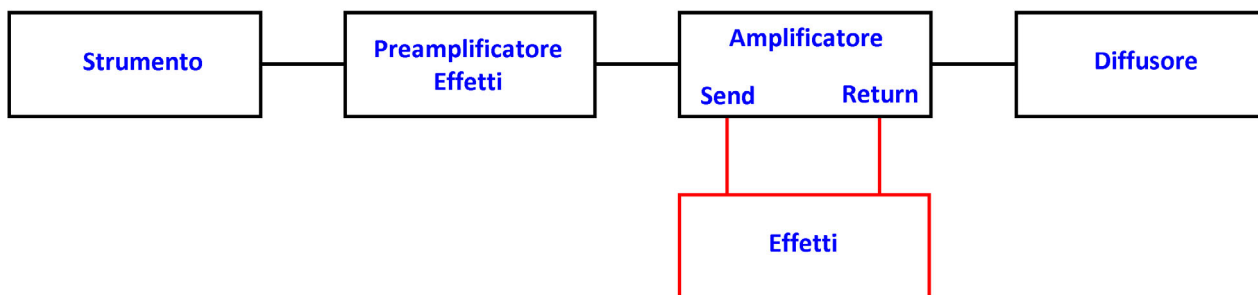 Strumento
Preamplificatore
Effetti
Amplificatore
Send Return
Diffusore
Effetti